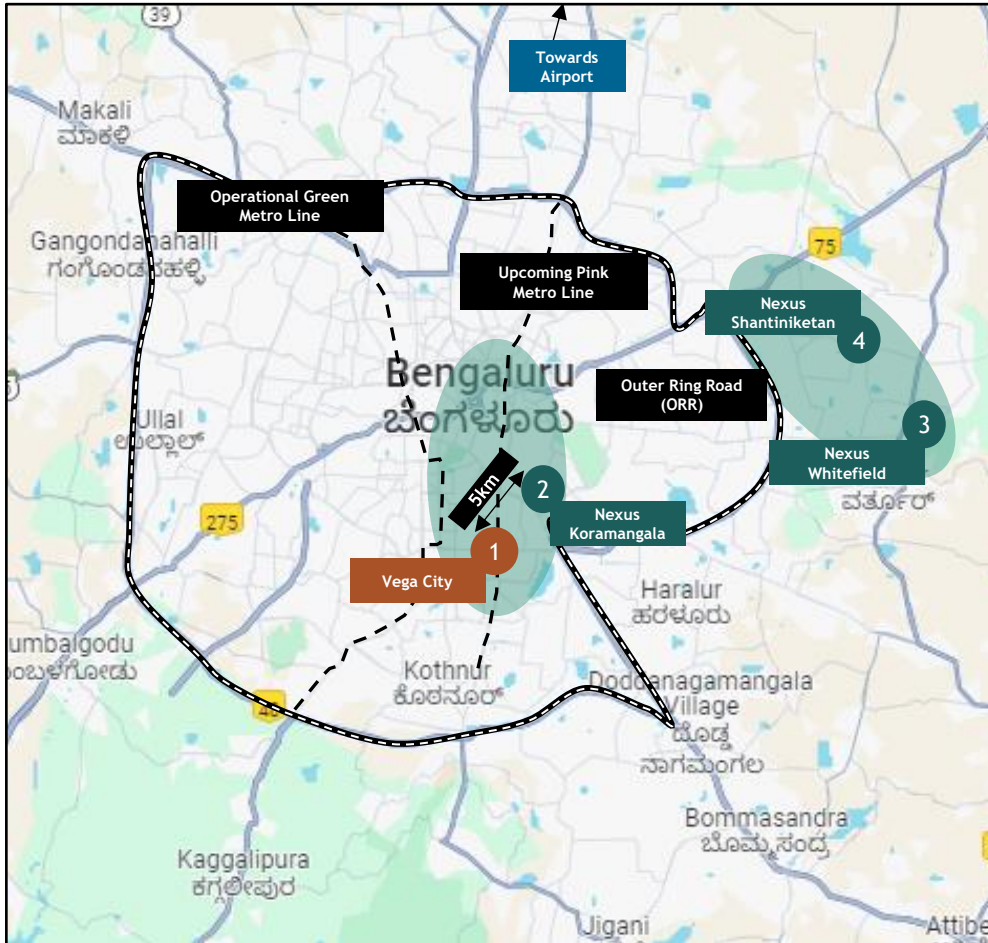 39
Towards
Airport
Makali
ಮಾಕಳಿ
Operational Green
Metro Line
Gangondanahalli
75
Upcoming Pink
Metro Line
Nexus
Shantiniketan
4
Bengaluru
ಬೆಂಗಳೂರು
Outer Ring Road
(ORR)
Ullal
ಉಲ್ಲಾಳ್
3
Nexus
Whitefield
ವರ್ತೂರ್
5km
2
275
Nexus
Koramangala
1
Vega City
Haralur
ಹರಳೂರು
umbalgodu
ಂಬಳಗೋಡು
Kothnur
ಕೊಠನೂರ್
Doddanagamangala
Village
ದೊಡ್ಡ
ನಾಗಮಂಗಲ
Bommasandra
ಬೊಮ್ಮಸಂದ್ರ
Kaggalipura
ಕಗ್ಗಲೀಪುರ
Jigani
Attibe